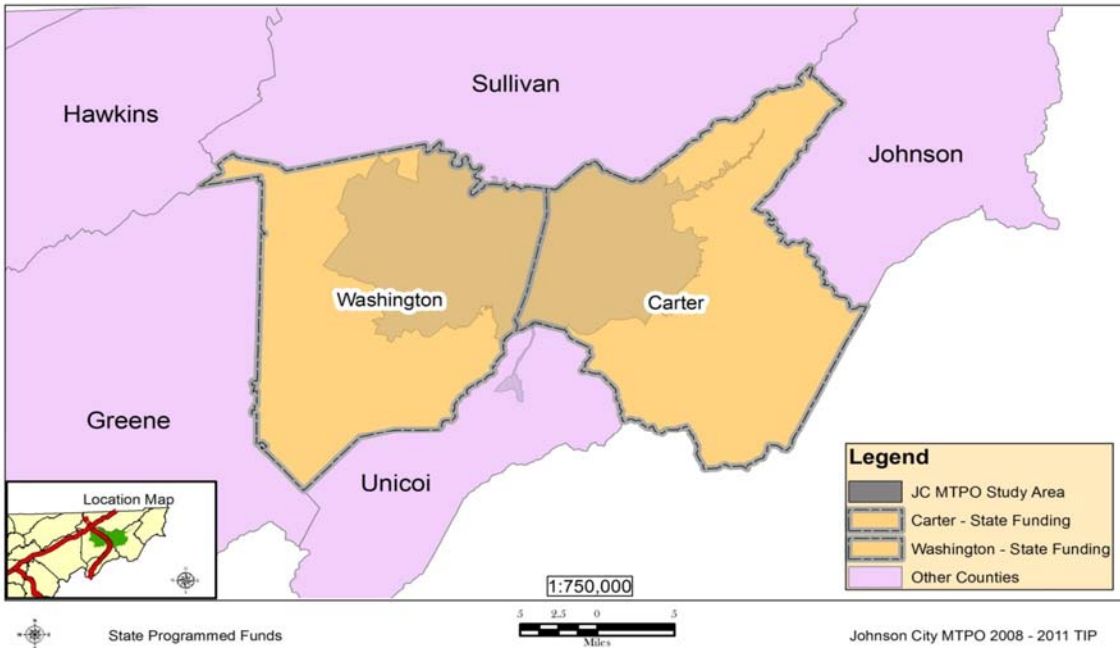 Sullivan
Hawkins
Johnson
Washington
Carter
Greene
Unicoi
Location Map
Legend
JC MTPO Study Area
Carter - State Funding
Washington - State Funding
Other Counties
1:750,000
5 2.5 0 5
Miles
State Programmed Funds
Johnson City MTPO 2008 - 2011 TIP